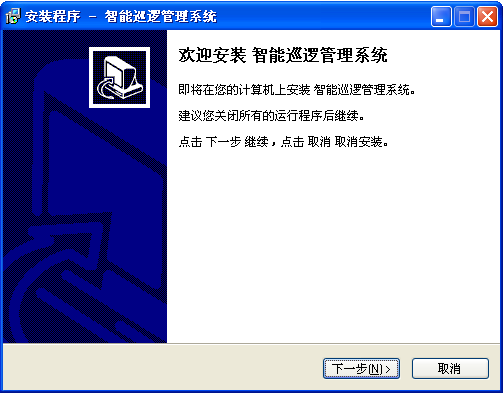 安装程序 - 智能巡逻管理系统
欢迎安装 智能巡逻管理系统
即将在您的计算机上安装 智能巡逻管理系统。
建议您关闭所有的运行程序后继续。
点击 下一步 继续，点击 取消 取消安装。
下一步(N) >
取消